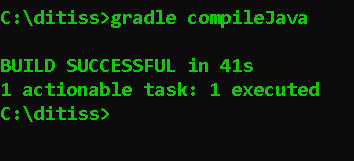 C:\ditiss>gradle compileJava
BUILD SUCCESSFUL in 41s
1 actionable task: 1 executed
C:\ditiss>